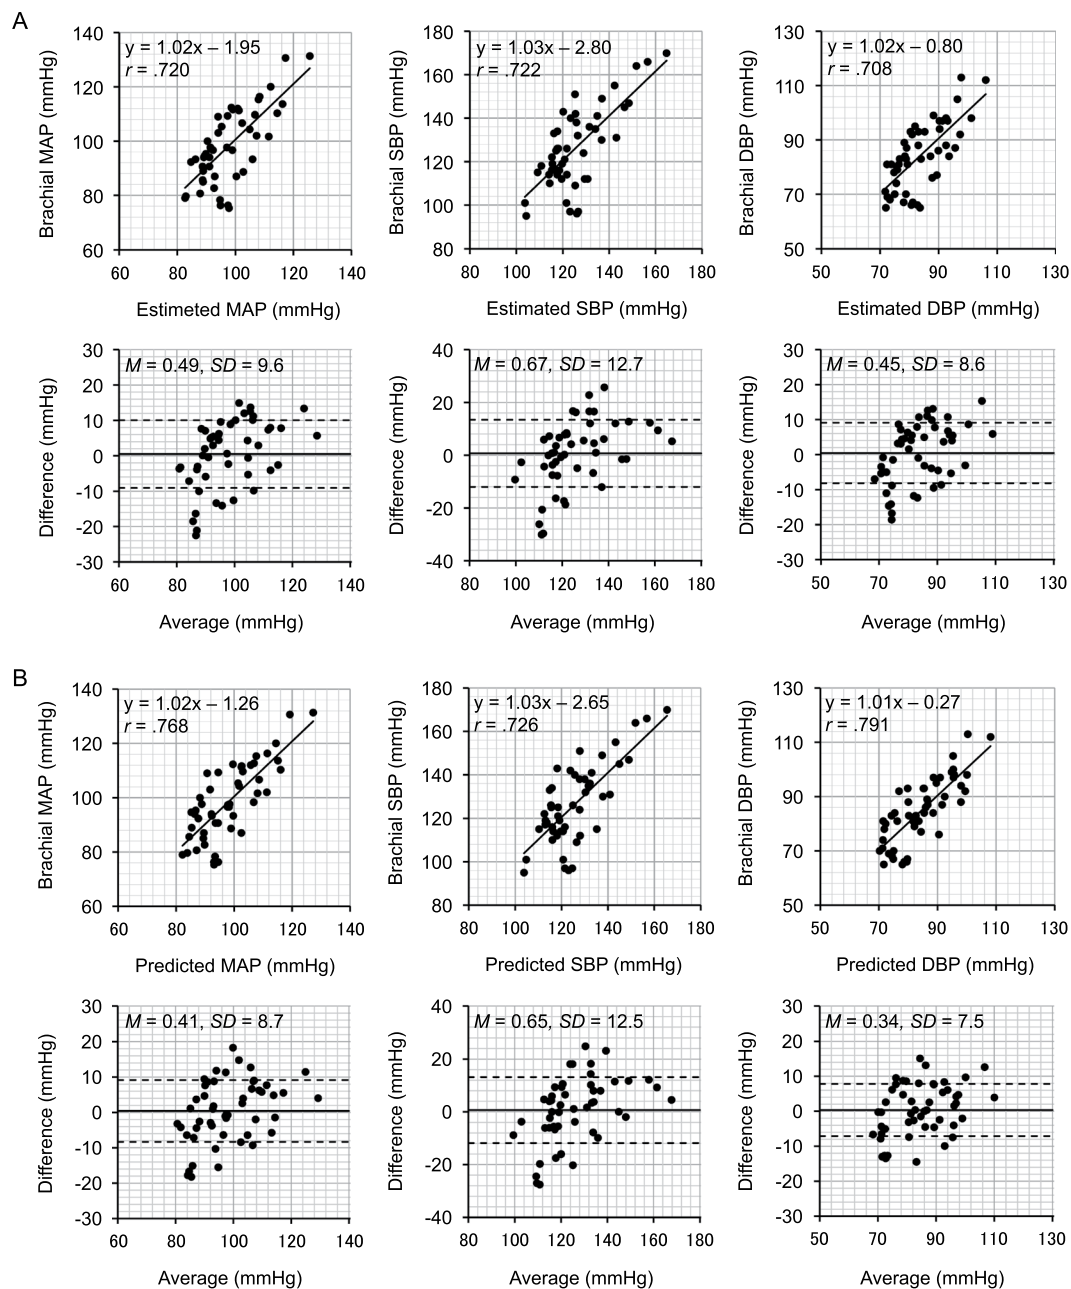 A
y = 1.02x – 1.95
r = .720
140
120
100
80
60
60 80 100 120 140
Brachial MAP (mmHg)
Estimeted MAP (mmHg)
y = 1.03x – 2.80
r = .722
180
160
140
120
100
80
80 100 120 140 160 180
Brachial SBP (mmHg)
Estimated SBP (mmHg)
y = 1.02x – 0.80
r = .708
130
110
90
70
50
50 70 90 110 130
Brachial DBP (mmHg)
Estimated DBP (mmHg)
M = 0.49, SD = 9.6
30
20
10
0
-10
-20
-30
60 80 100 120 140
Difference (mmHg)
Average (mmHg)
M = 0.67, SD = 12.7
40
20
0
-20
-40
80 100 120 140 160 180
Difference (mmHg)
Average (mmHg)
M = 0.45, SD = 8.6
30
20
10
0
-10
-20
-30
50 70 90 110 130
Difference (mmHg)
Average (mmHg)
B
y = 1.02x – 1.26
r = .768
140
120
100
80
60
60 80 100 120 140
Brachial MAP (mmHg)
Predicted MAP (mmHg)
y = 1.03x – 2.65
r = .726
180
160
140
120
100
80
80 100 120 140 160 180
Brachial SBP (mmHg)
Predicted SBP (mmHg)
y = 1.01x – 0.27
r = .791
130
110
90
70
50
50 70 90 110 130
Brachial DBP (mmHg)
Predicted DBP (mmHg)
M = 0.41, SD = 8.7
30
20
10
0
-10
-20
-30
60 80 100 120 140
Difference (mmHg)
Average (mmHg)
M = 0.65, SD = 12.5
40
20
0
-20
-40
80 100 120 140 160 180
Difference (mmHg)
Average (mmHg)
M = 0.34, SD = 7.5
30
20
10
0
-10
-20
-30
50 70 90 110 130
Difference (mmHg)
Average (mmHg)